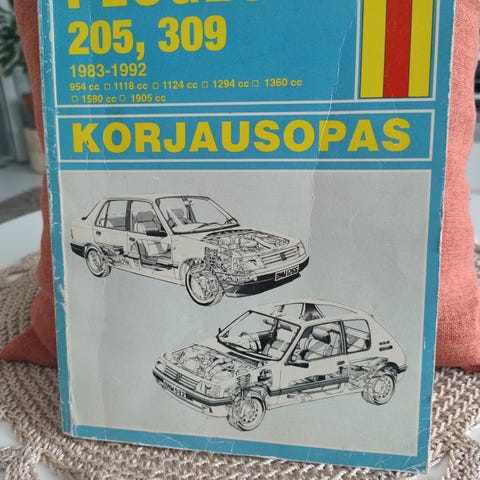 PEUGEOT
205, 309
1983-1992
954 cc □ 1118 cc □ 1124 cc □ 1294 cc □ 1360 cc
□ 1580 cc □ 1905 cc
KORJAUSOPAS